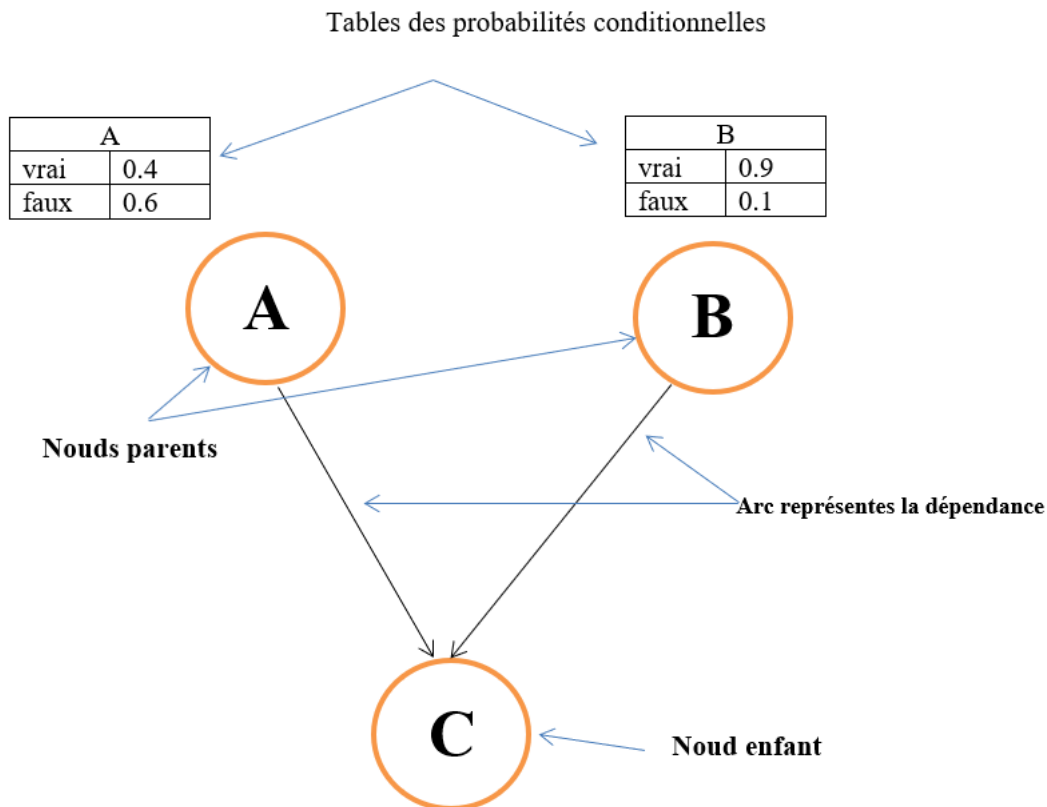 Tables des probabilités conditionnelles
A
vrai 0.4
faux 0.6
B
vrai 0.9
faux 0.1
A
B
Nouds parents
Arc représentes la dépendance
C
Noud enfant